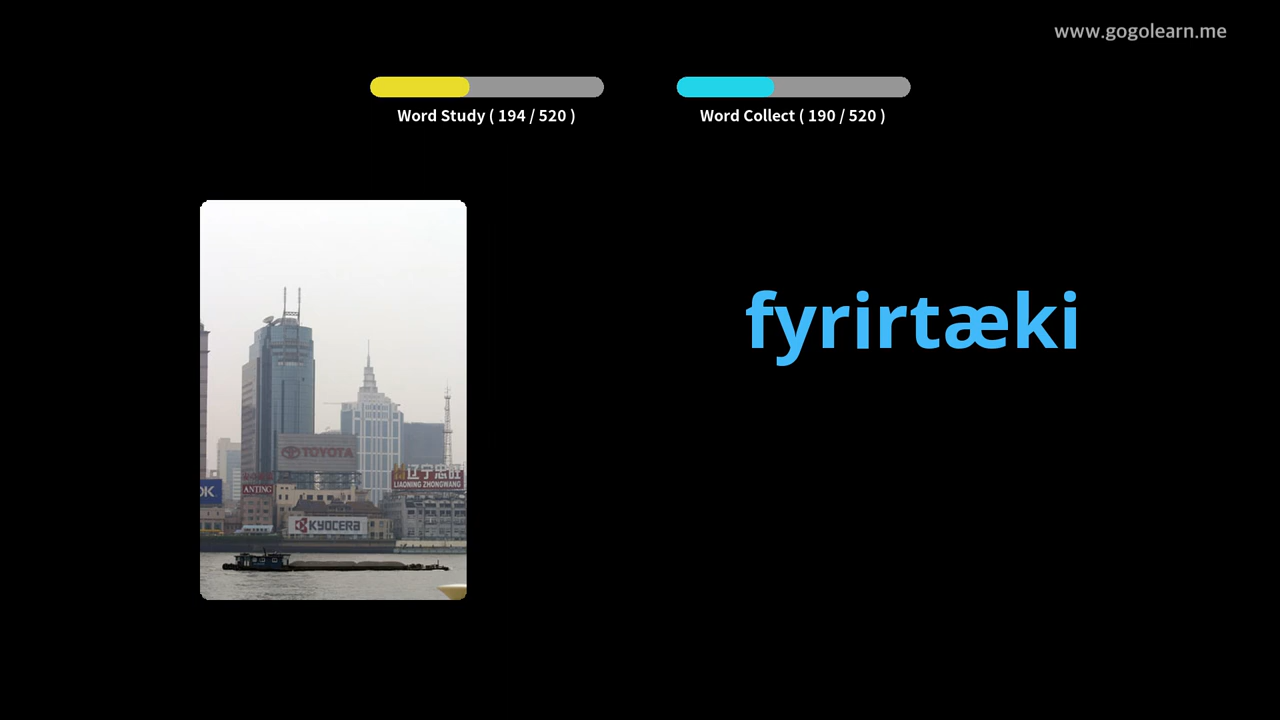 www.gogolearn.me
Word Study ( 194 / 520 )
Word Collect ( 190 / 520 )
fyrirtæki
TOYOTA
辽宁忠旺
LIAONING ZHONGWANG
ANTING
KYOCERA